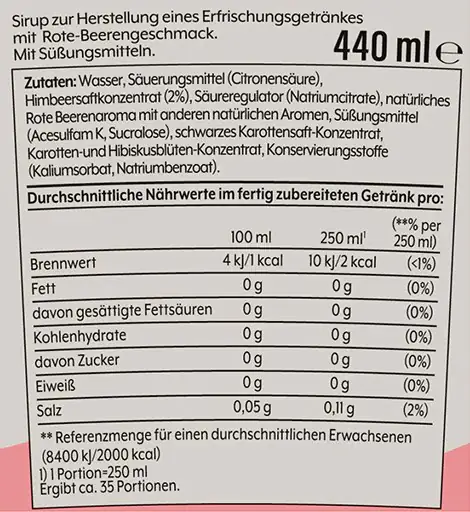 Sirup zur Herstellung eines Erfrischungsgetränkes
mit Rote-Beerengeschmack.
Mit Süßungsmitteln.
440 ml e
Zutaten: Wasser, Säuerungsmittel (Citronensäure),
Himbeersaftkonzentrat (2%), Säureregulator (Natriumcitrate), natürliches
Rote Beerenaroma mit anderen natürlichen Aromen, Süßungsmittel
(Acesulfam K, Sucralose), schwarzes Karottensaft-Konzentrat,
Karotten-und Hibiskusblüten-Konzentrat, Konservierungsstoffe
(Kaliumsorbat, Natriumbenzoat).
Durchschnittliche Nährwerte im fertig zubereiteten Getränk pro:
100 ml 250 ml¹ (**% per
250 ml)
Brennwert 4 kJ/1 kcal 10 kJ/2 kcal (<1%)
Fett 0 g 0 g (0%)
davon gesättigte Fettsäuren 0 g 0 g (0%)
Kohlenhydrate 0 g 0 g (0%)
davon Zucker 0 g 0 g (0%)
Eiweiß 0 g 0 g (0%)
Salz 0,05 g 0,11 g (2%)
** Referenzmenge für einen durchschnittlichen Erwachsenen
(8400 kJ/2000 kcal)
1) 1 Portion=250 ml
Ergibt ca. 35 Portionen.